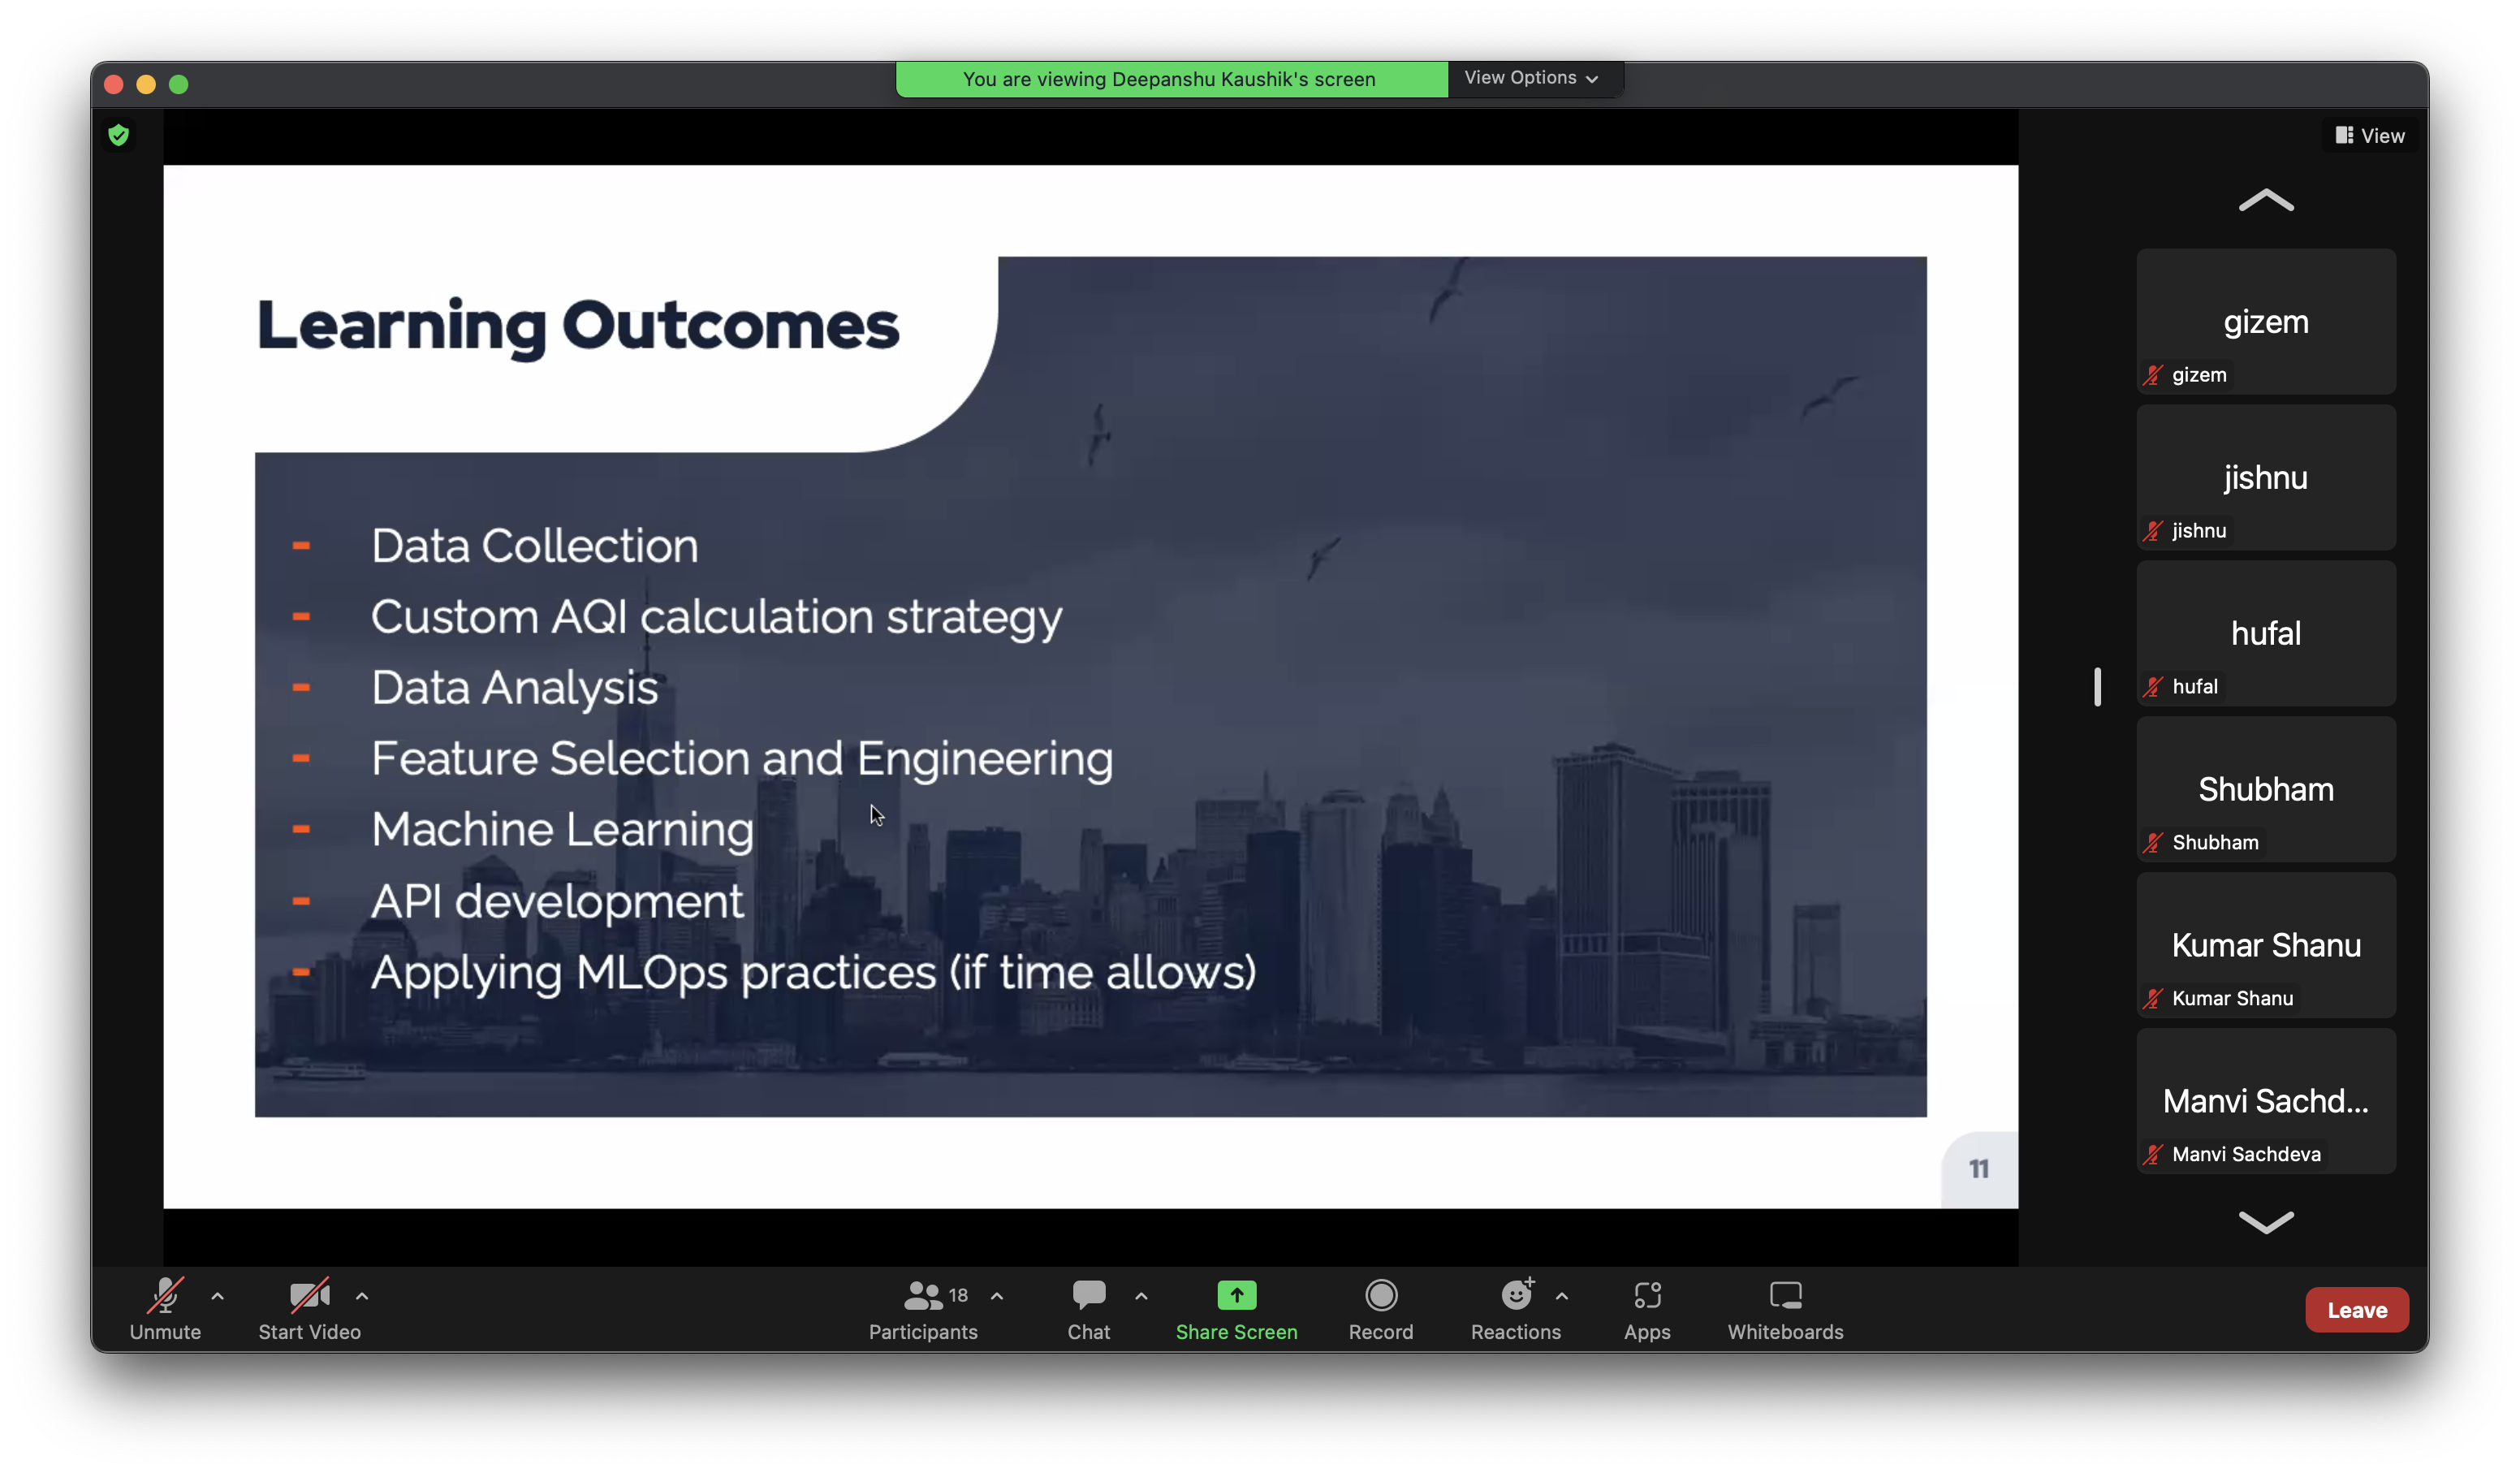 You are viewing Deepanshu Kaushik's screen
View Options
View
Learning Outcomes
- Data Collection
- Custom AQI calculation strategy
- Data Analysis
- Feature Selection and Engineering
- Machine Learning
- API development
- Applying MLOps practices (if time allows)
11
gizem
gizem
jishnu
jishnu
hufal
hufal
Shubham
Shubham
Kumar Shanu
Kumar Shanu
Manvi Sachd...
Manvi Sachdeva
Unmute
Start Video
18
Participants
Chat
Share Screen
Record
Reactions
Apps
Whiteboards
Leave